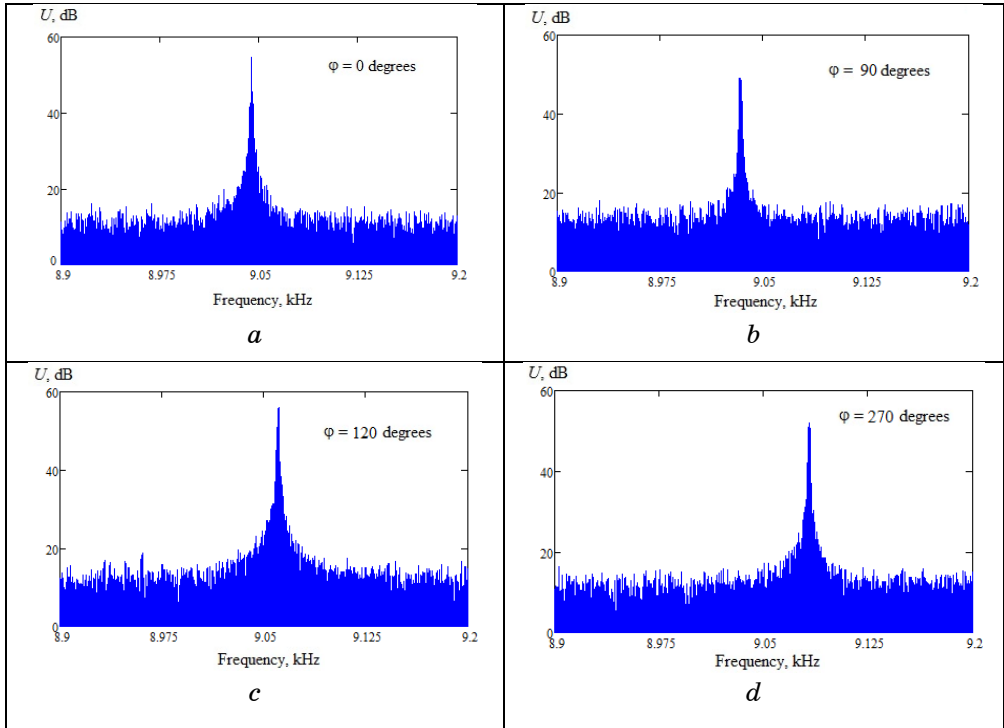 U, dB
60
40
20
0
φ = 0 degrees
8.9 8.975 9.05 9.125 9.2
Frequency, kHz
a
U, dB
60
40
20
0
φ = 90 degrees
8.9 8.975 9.05 9.125 9.2
Frequency, kHz
b
U, dB
60
40
20
0
φ = 120 degrees
8.9 8.975 9.05 9.125 9.2
Frequency, kHz
c
U, dB
60
40
20
0
φ = 270 degrees
8.9 8.975 9.05 9.125 9.2
Frequency, kHz
d